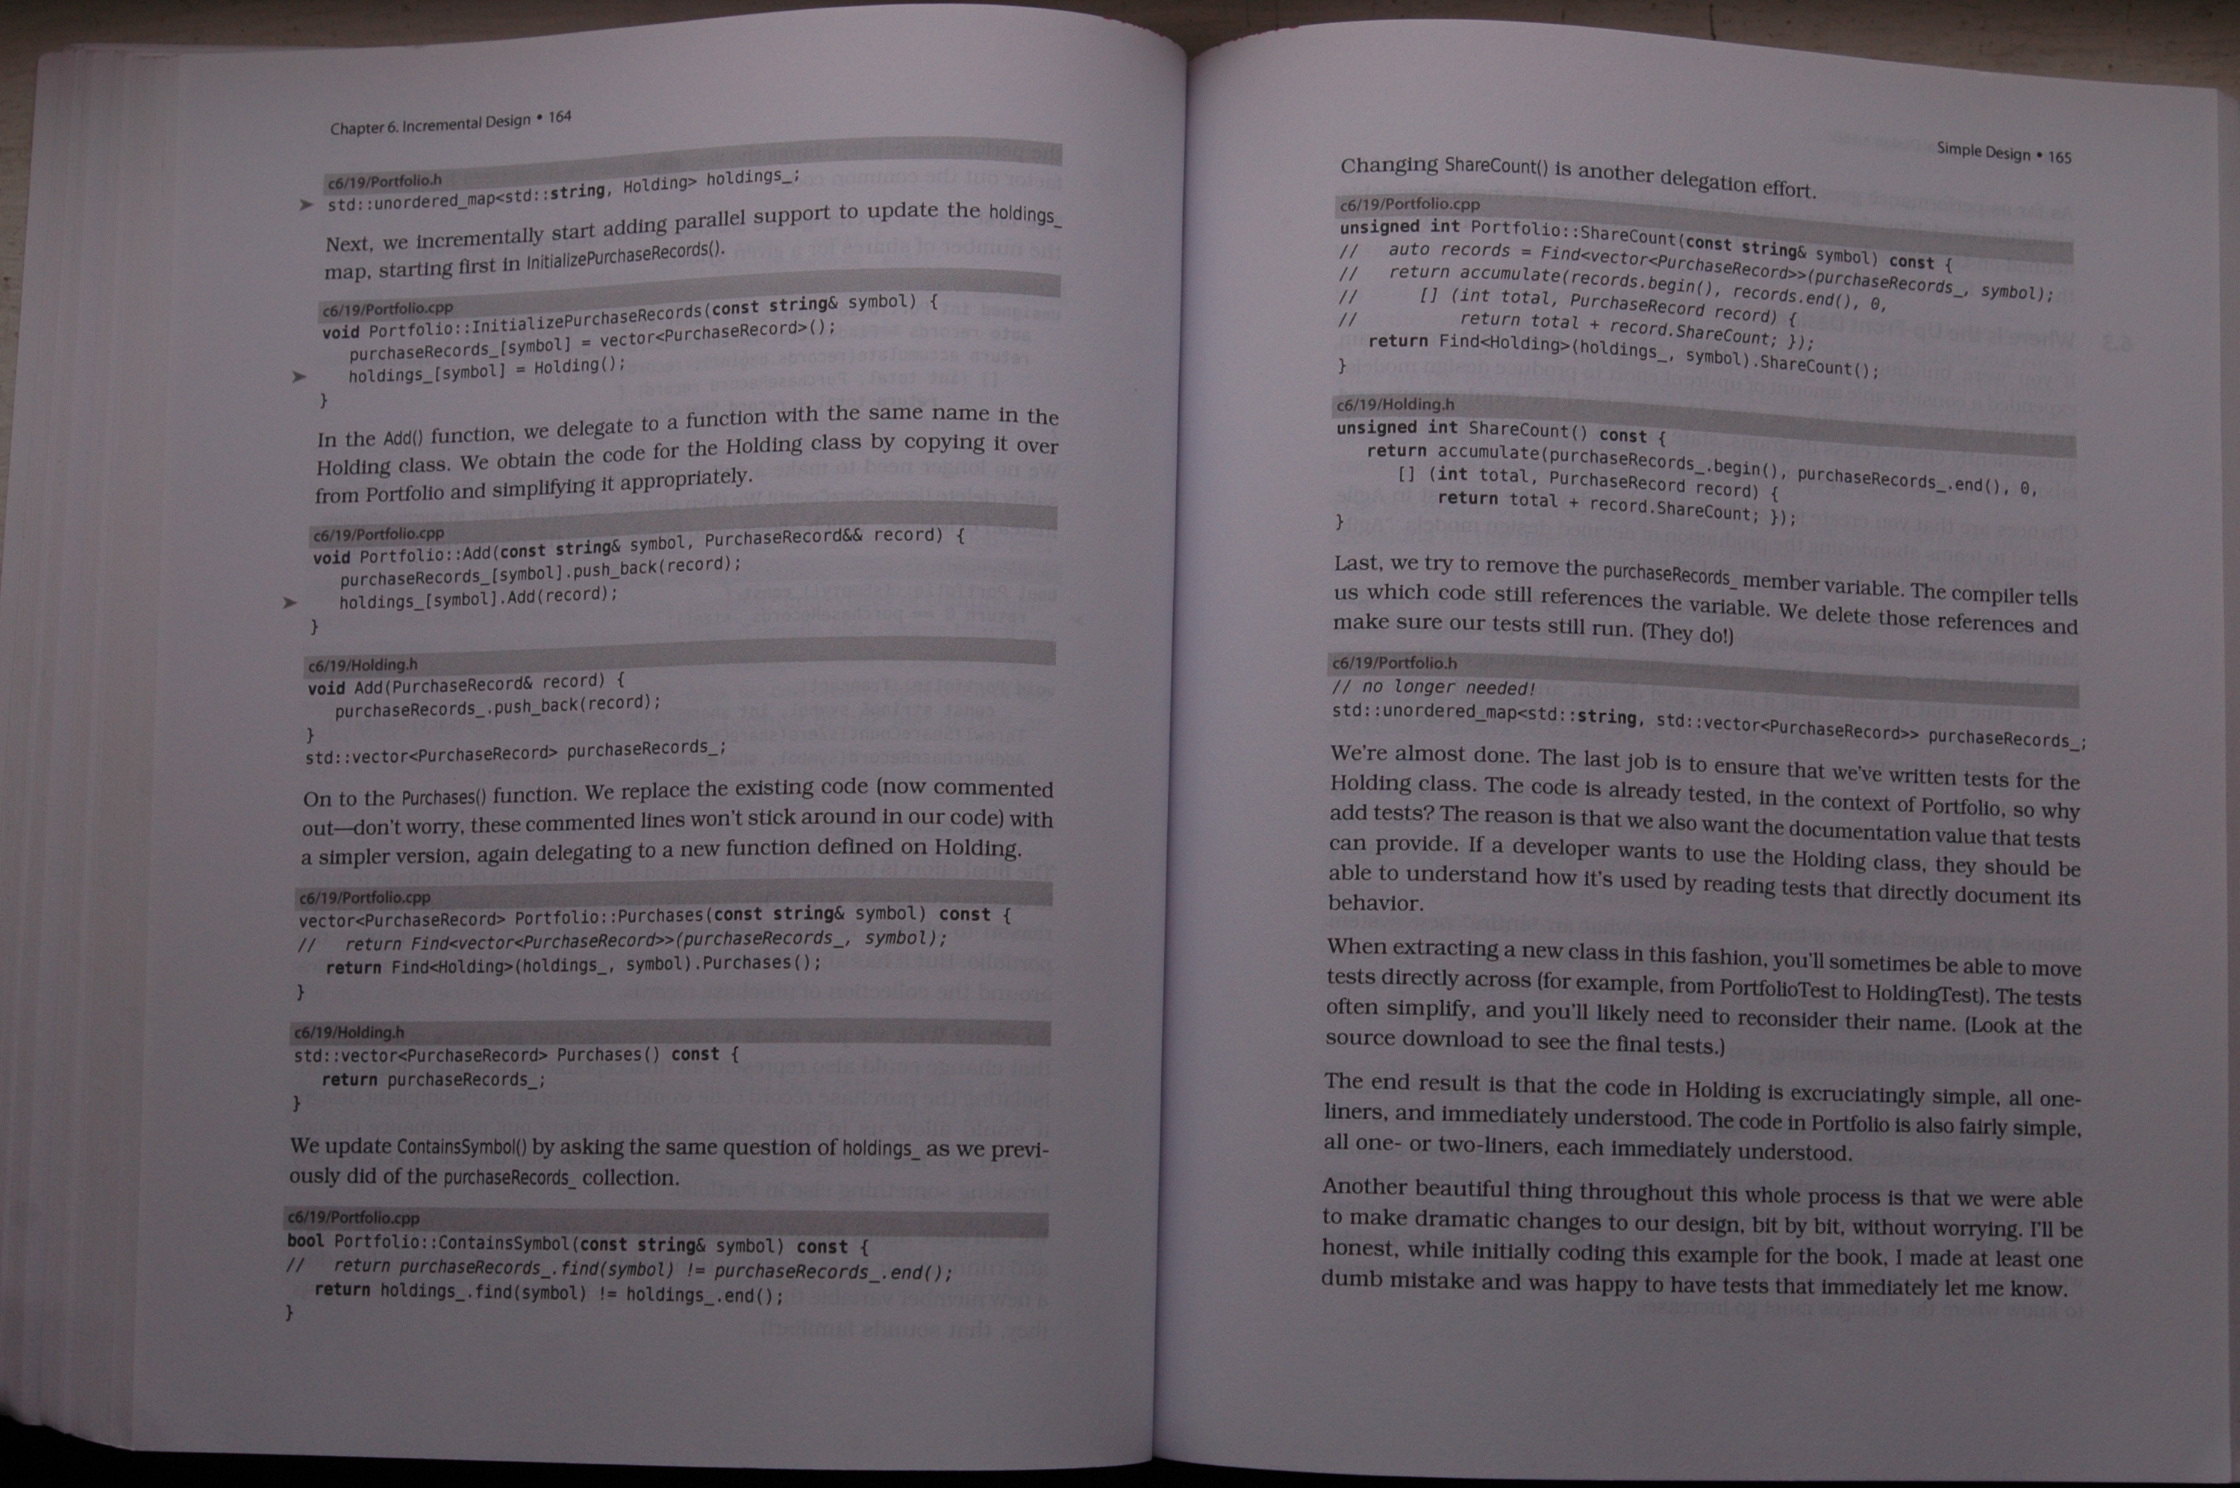 Chapter 6. Incremental Design • 164
c6/19/Portfolio.h
➤ std::unordered_map<std::string, Holding> holdings_;
Next, we incrementally start adding parallel support to update the holdings_
map, starting first in InitializePurchaseRecords().
c6/19/Portfolio.cpp
void Portfolio::InitializePurchaseRecords(const string& symbol) {
   purchaseRecords_[symbol] = vector<PurchaseRecord>();
➤    holdings_[symbol] = Holding();
}
In the Add() function, we delegate to a function with the same name in the
Holding class. We obtain the code for the Holding class by copying it over
from Portfolio and simplifying it appropriately.
c6/19/Portfolio.cpp
void Portfolio::Add(const string& symbol, PurchaseRecord&& record) {
   purchaseRecords_[symbol].push_back(record);
➤    holdings_[symbol].Add(record);
}
c6/19/Holding.h
void Add(PurchaseRecord& record) {
   purchaseRecords_.push_back(record);
}
std::vector<PurchaseRecord> purchaseRecords_;
On to the Purchases() function. We replace the existing code (now commented
out—don't worry, these commented lines won't stick around in our code) with
a simpler version, again delegating to a new function defined on Holding.
c6/19/Portfolio.cpp
vector<PurchaseRecord> Portfolio::Purchases(const string& symbol) const {
//   return Find<vector<PurchaseRecord>>(purchaseRecords_, symbol);
   return Find<Holding>(holdings_, symbol).Purchases();
}
c6/19/Holding.h
std::vector<PurchaseRecord> Purchases() const {
   return purchaseRecords_;
}
We update ContainsSymbol() by asking the same question of holdings_ as we previ-
ously did of the purchaseRecords_ collection.
c6/19/Portfolio.cpp
bool Portfolio::ContainsSymbol(const string& symbol) const {
//   return purchaseRecords_.find(symbol) != purchaseRecords_.end();
   return holdings_.find(symbol) != holdings_.end();
}
Simple Design • 165
Changing ShareCount() is another delegation effort.
c6/19/Portfolio.cpp
unsigned int Portfolio::ShareCount(const string& symbol) const {
//   auto records = Find<vector<PurchaseRecord>>(purchaseRecords_, symbol);
//   return accumulate(records.begin(), records.end(), 0,
//      [] (int total, PurchaseRecord record) {
//          return total + record.ShareCount; });
   return Find<Holding>(holdings_, symbol).ShareCount();
}
c6/19/Holding.h
unsigned int ShareCount() const {
   return accumulate(purchaseRecords_.begin(), purchaseRecords_.end(), 0,
      [] (int total, PurchaseRecord record) {
          return total + record.ShareCount; });
}
Last, we try to remove the purchaseRecords_ member variable. The compiler tells
us which code still references the variable. We delete those references and
make sure our tests still run. (They do!)
c6/19/Portfolio.h
// no longer needed!
std::unordered_map<std::string, std::vector<PurchaseRecord>> purchaseRecords_;
We're almost done. The last job is to ensure that we've written tests for the
Holding class. The code is already tested, in the context of Portfolio, so why
add tests? The reason is that we also want the documentation value that tests
can provide. If a developer wants to use the Holding class, they should be
able to understand how it's used by reading tests that directly document its
behavior.
When extracting a new class in this fashion, you'll sometimes be able to move
tests directly across (for example, from PortfolioTest to HoldingTest). The tests
often simplify, and you'll likely need to reconsider their name. (Look at the
source download to see the final tests.)
The end result is that the code in Holding is excruciatingly simple, all one-
liners, and immediately understood. The code in Portfolio is also fairly simple,
all one- or two-liners, each immediately understood.
Another beautiful thing throughout this whole process is that we were able
to make dramatic changes to our design, bit by bit, without worrying. I'll be
honest, while initially coding this example for the book, I made at least one
dumb mistake and was happy to have tests that immediately let me know.